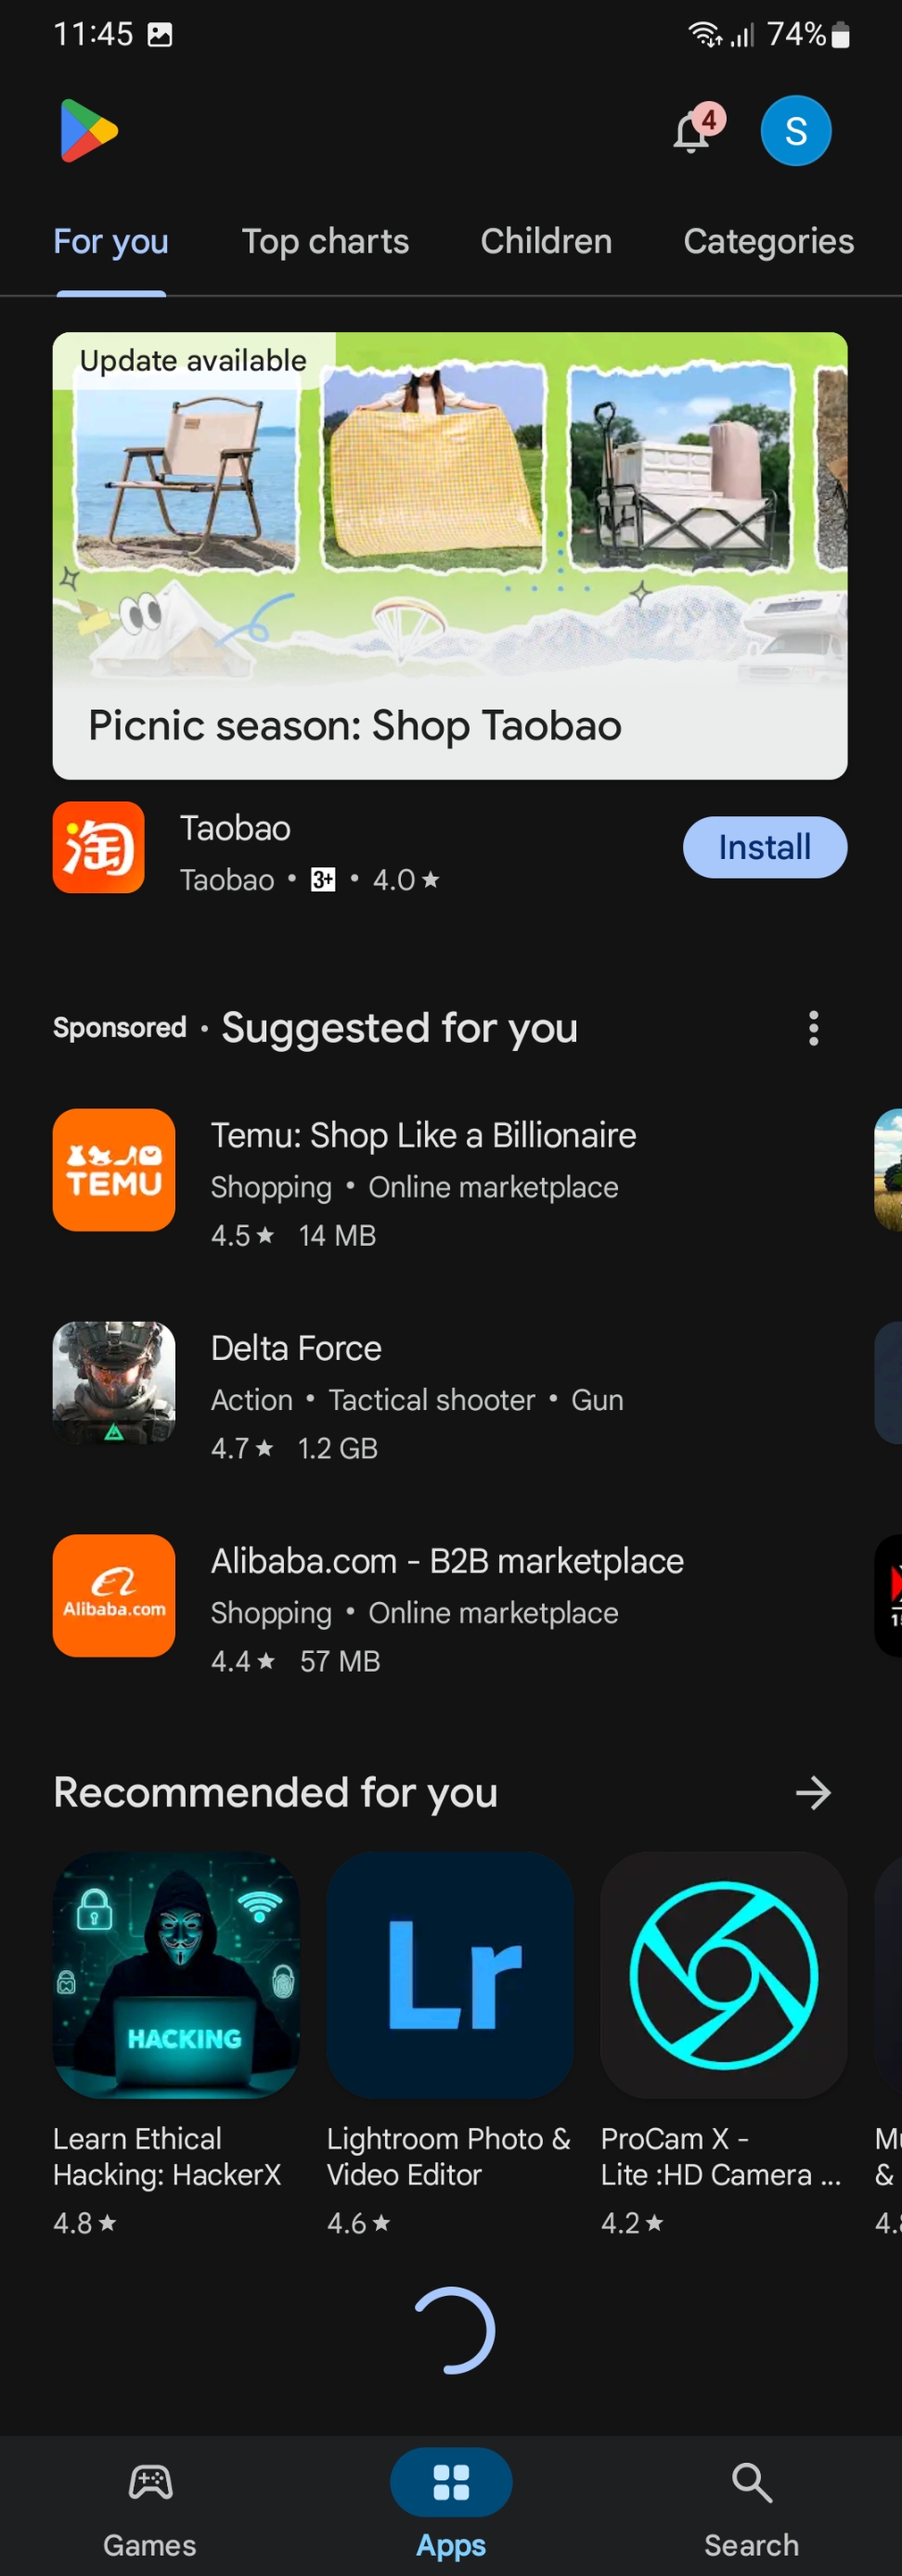 11:45
74%
4
S
For you
Top charts
Children
Categories
Update available
Picnic season: Shop Taobao
淘
Taobao
Install
Taobao • 3+ • 4.0 ★
Sponsored • Suggested for you
TEMU
Temu: Shop Like a Billionaire
Shopping • Online marketplace
4.5 ★ 14 MB
Delta Force
Action • Tactical shooter • Gun
4.7 ★ 1.2 GB
Alibaba.com
Alibaba.com - B2B marketplace
Shopping • Online marketplace
4.4 ★ 57 MB
Recommended for you
HACKING
Lr
Learn Ethical
Hacking: HackerX
4.8 ★
Lightroom Photo &
Video Editor
4.6 ★
ProCam X -
Lite :HD Camera ...
4.2 ★
&
Games
Apps
Search